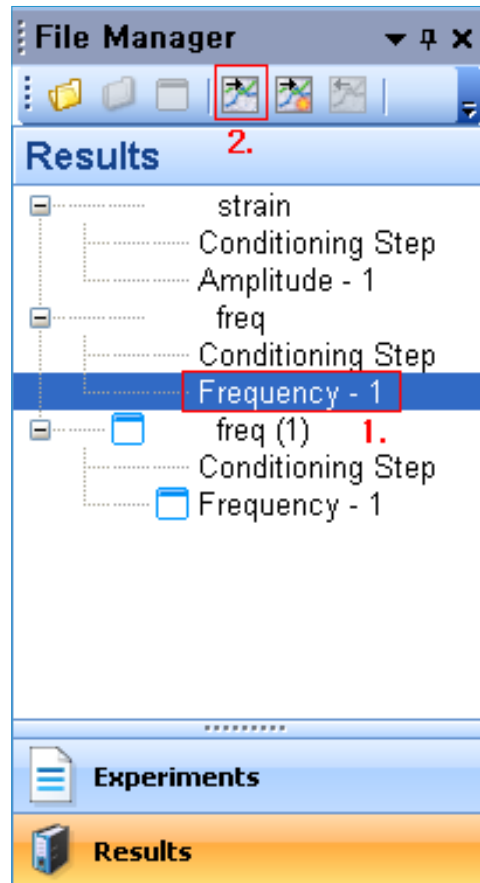 File Manager
2.
Results
strain
Conditioning Step
Amplitude - 1
freq
Conditioning Step
Frequency - 1
freq (1) 1.
Conditioning Step
Frequency - 1
Experiments
Results